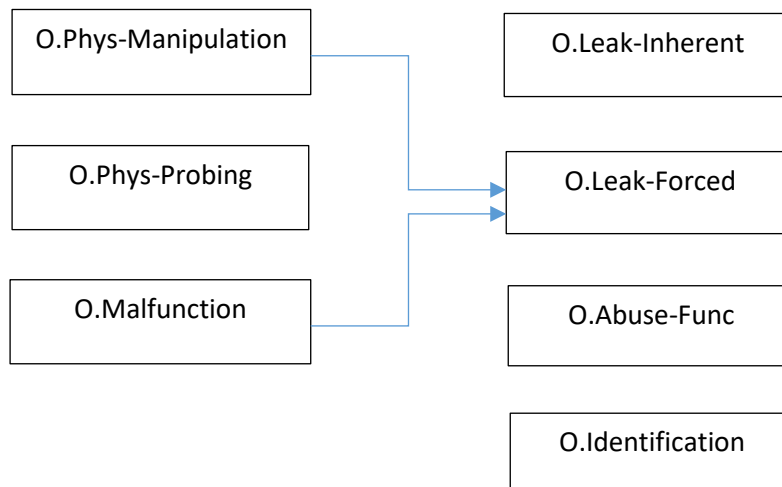 O.Phys-Manipulation
O.Leak-Inherent
O.Phys-Probing
O.Leak-Forced
O.Malfunction
O.Abuse-Func
O.Identification